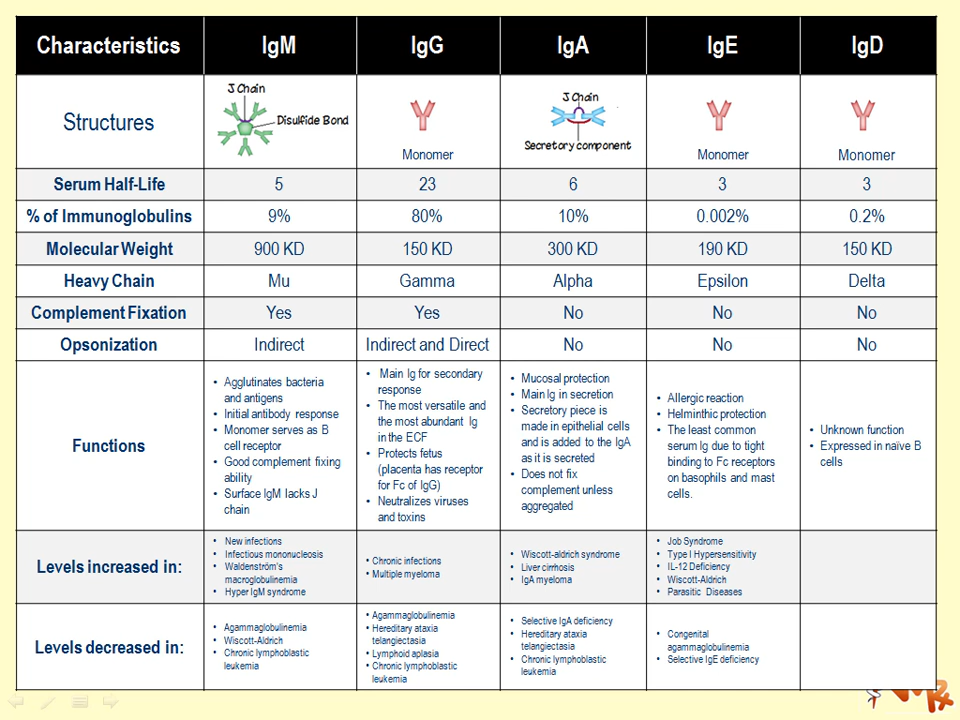 Characteristics IgM IgG IgA IgE IgD
Structures
J Chain
Disulfide Bond
Monomer
J Chain
Secretory component
Monomer
Monomer
Serum Half-Life 5 23 6 3 3
% of Immunoglobulins 9% 80% 10% 0.002% 0.2%
Molecular Weight 900 KD 150 KD 300 KD 190 KD 150 KD
Heavy Chain Mu Gamma Alpha Epsilon Delta
Complement Fixation Yes Yes No No No
Opsonization Indirect Indirect and Direct No No No
Functions
• Agglutinates bacteria
and antigens
• Initial antibody response
• Monomer serves as B
cell receptor
• Good complement fixing
ability
• Surface IgM lacks J
chain
• Main Ig for secondary
response
• The most versatile and
the most abundant Ig
in the ECF
• Protects fetus
(placenta has receptor
for Fc of IgG)
• Neutralizes viruses
and toxins
• Mucosal protection
• Main Ig in secretion
• Secretory piece is
made in epithelial cells
and is added to the IgA
as it is secreted
• Does not fix
complement unless
aggregated
• Allergic reaction
• Helminthic protection
• The least common
serum Ig due to tight
binding to Fc receptors
on basophils and mast
cells.
• Unknown function
• Expressed in naïve B
cells
Levels increased in:
• New infections
• Infectious mononucleosis
• Waldenström's
macroglobulinemia
• Hyper IgM syndrome
• Chronic infections
• Multiple myeloma
• Wiscott-aldrich syndrome
• Liver cirrhosis
• IgA myeloma
• Job Syndrome
• Type I Hypersensitivity
• IL-12 Deficiency
• Wiscott-Aldrich
• Parasitic Diseases
Levels decreased in:
• Agammaglobulinemia
• Wiscott-Aldrich
• Chronic lymphoblastic
leukemia
• Agammaglobulinemia
• Hereditary ataxia
telangiectasia
• Lymphoid aplasia
• Chronic lymphoblastic
leukemia
• Selective IgA deficiency
• Hereditary ataxia
telangiectasia
• Chronic lymphoblastic
leukemia
• Congenital
agammaglobulinemia
• Selective IgE deficiency